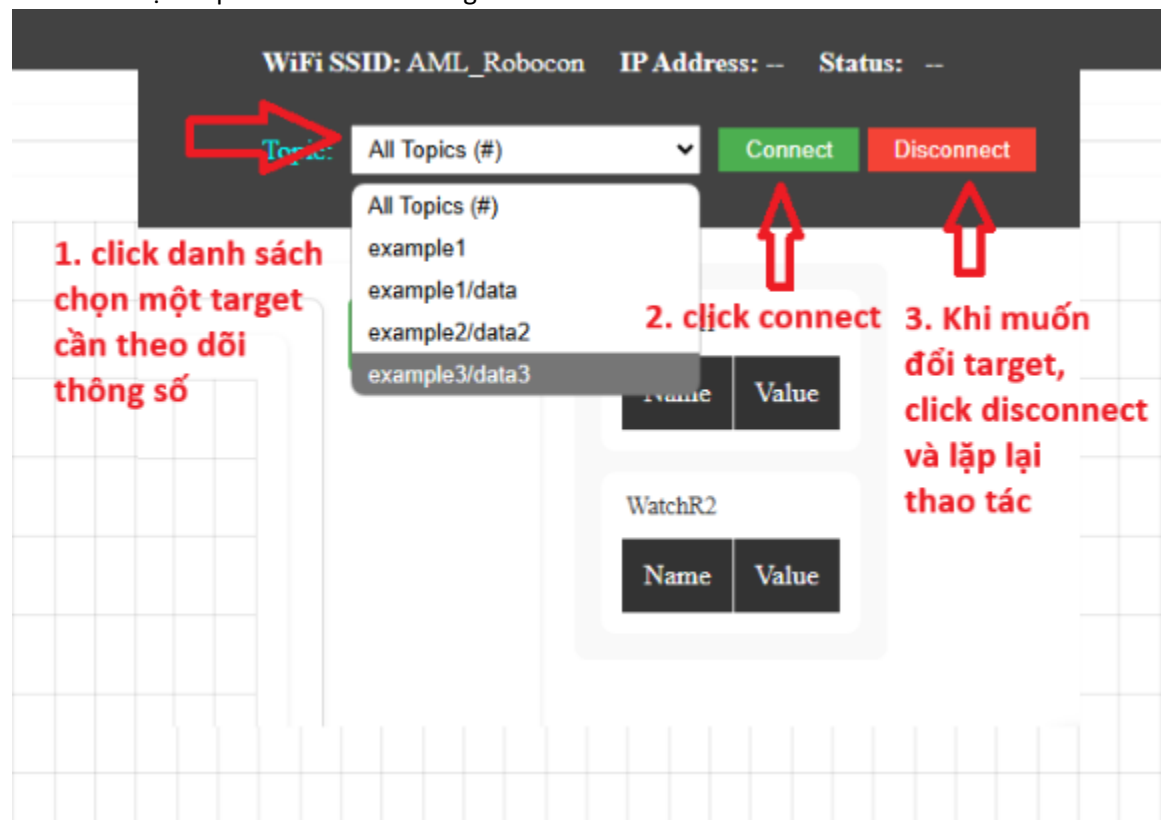 WiFi SSID: AML_Robocon IP Address: -- Status: --
Topic: All Topics (#) Connect Disconnect
All Topics (#)
example1
example1/data
example2/data2
example3/data3
1. click danh sách
chọn một target
cần theo dõi
thông số
2. click connect
3. Khi muốn
đổi target,
click disconnect
và lặp lại
thao tác
Name Value
WatchR2
Name Value